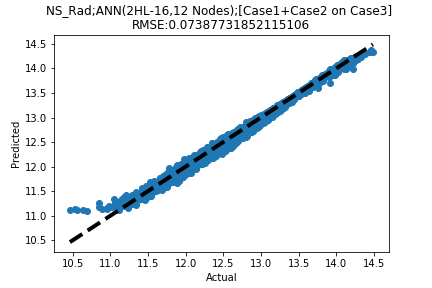 NS_Rad;ANN(2HL-16,12 Nodes);[Case1+Case2 on Case3]
RMSE:0.07387731852115106
14.5
14.0
13.5
13.0
12.5
12.0
11.5
11.0
10.5
Predicted
10.5 11.0 11.5 12.0 12.5 13.0 13.5 14.0 14.5
Actual